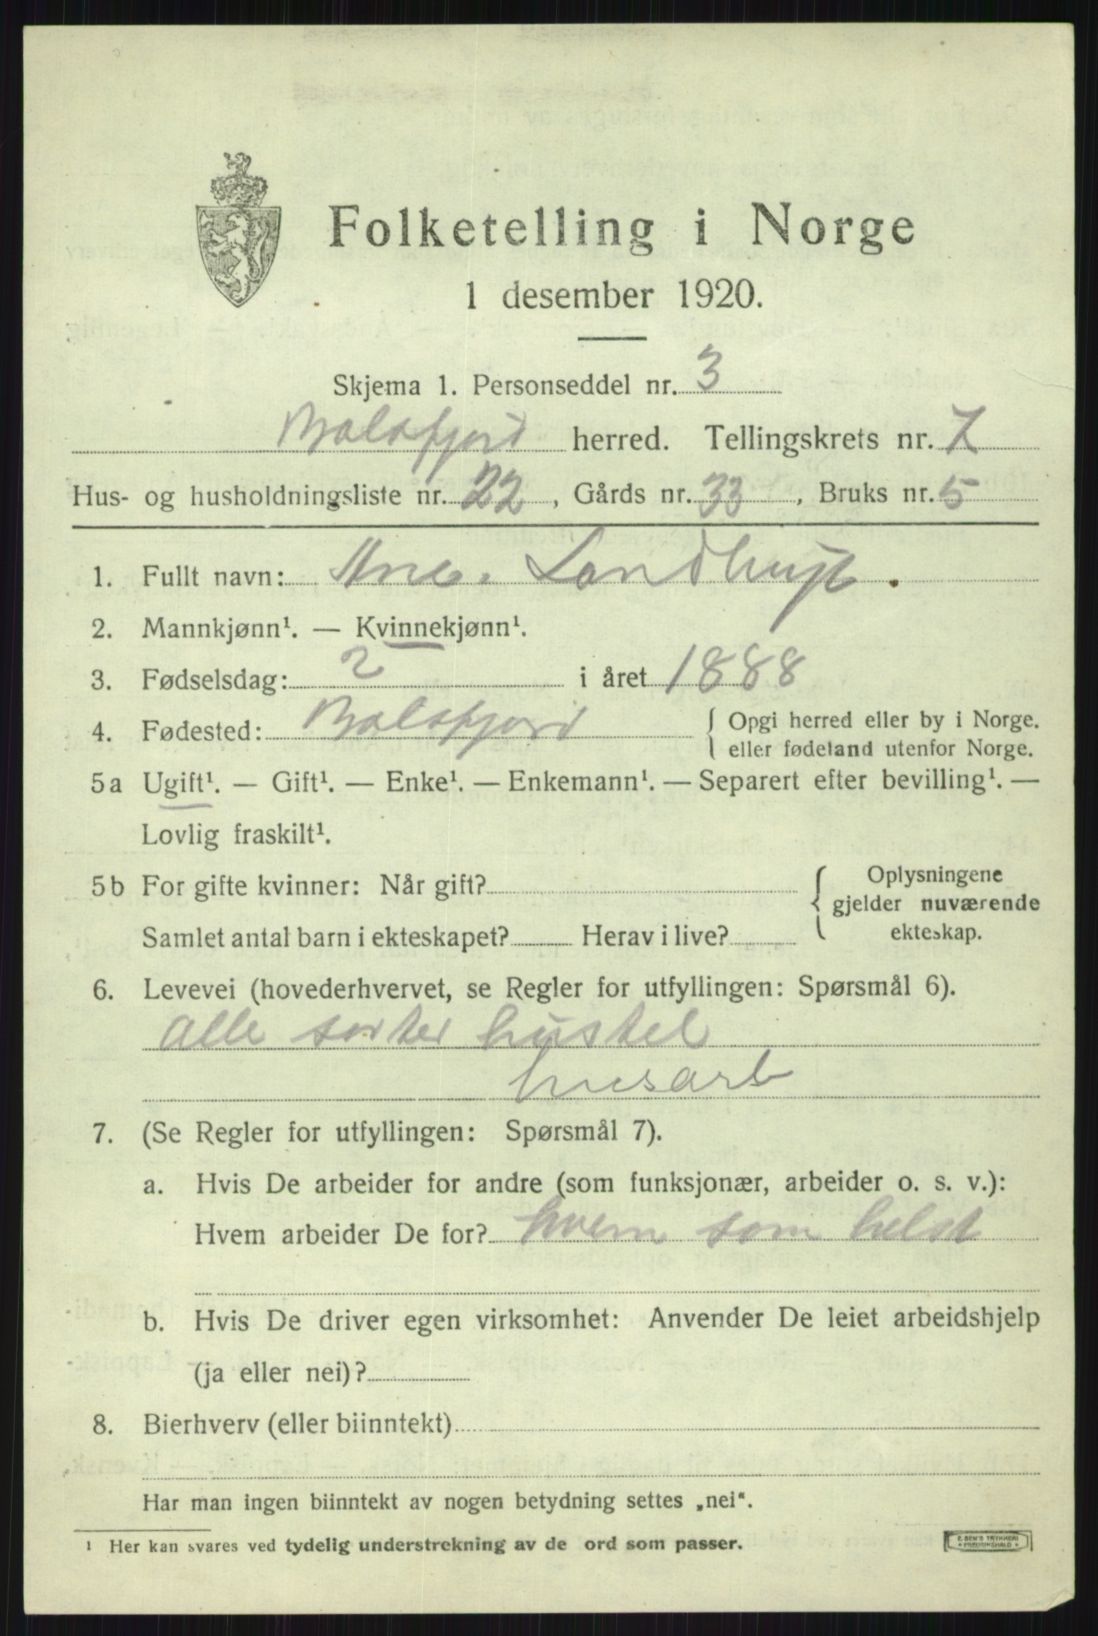 Folketelling i Norge
1 desember 1920.
Skjema 1. Personseddel nr. 3
Balsfjord herred. Tellingskrets nr. 7
Hus- og husholdningsliste nr. 22, Gårds nr. 33, Bruks nr. 5
1. Fullt navn: Ane.
2. Mannkjønn¹. — Kvinnekjønn¹.
3. Fødselsdag: 2 i året 1888
4. Fødested: Balsfjord { Opgi herred eller by i Norge.
eller fødeland utenfor Norge.
5a Ugift¹. — Gift¹. — Enke¹. — Enkemann¹. — Separert efter bevilling¹. —
Lovlig fraskilt¹.
5b For gifte kvinner: Når gift? { Oplysningene
gjelder nuværende
Samlet antal barn i ekteskapet? Herav i live? ekteskap.
6. Levevei (hovederhvervet, se Regler for utfyllingen: Spørsmål 6).
alle sorter hustel
husarb
7. (Se Regler for utfyllingen: Spørsmål 7).
a. Hvis De arbeider for andre (som funksjonær, arbeider o. s. v.):
Hvem arbeider De for? hvem som helst
b. Hvis De driver egen virksomhet: Anvender De leiet arbeidshjelp
(ja eller nei)?
8. Bierhverv (eller biinntekt)
Har man ingen biinntekt av nogen betydning settes „nei“.
¹ Her kan svares ved tydelig understrekning av de ord som passer.